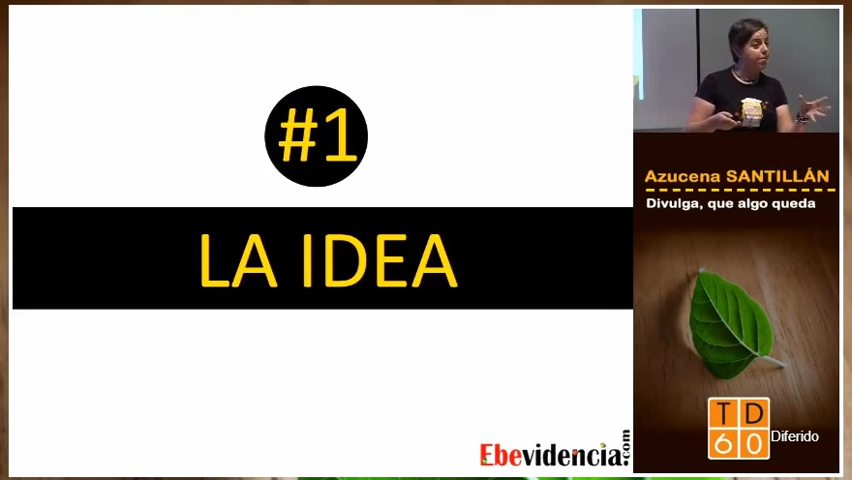 #1
LA IDEA
Ebevidencia.com
Azucena SANTILLÁN
Divulga, que algo queda
TD
60
Diferido